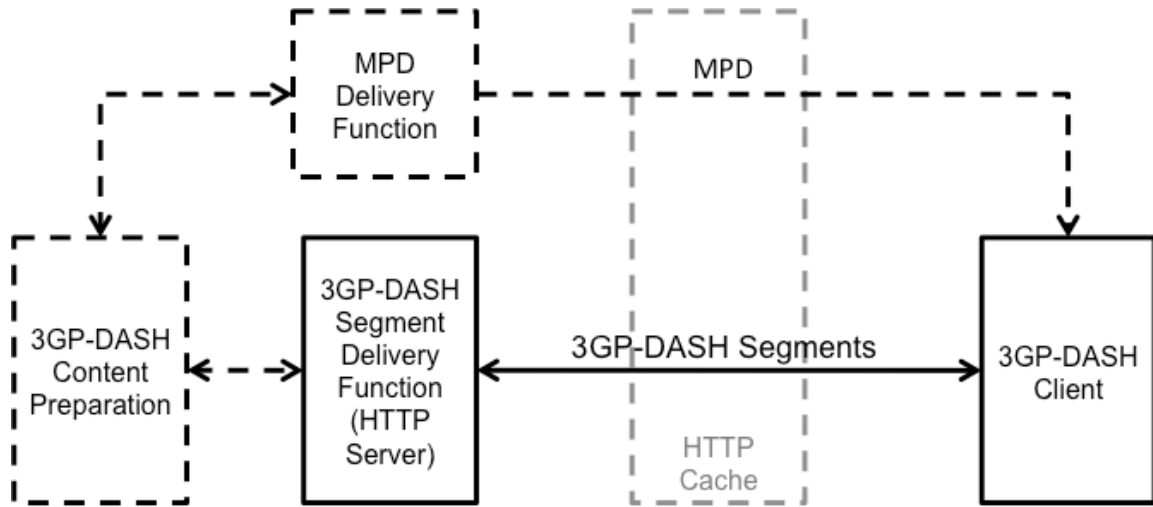 MPD
Delivery
Function
MPD
3GP-DASH
Content
Preparation
3GP-DASH
Segment
Delivery
Function
(HTTP
Server)
3GP-DASH Segments
HTTP
Cache
3GP-DASH
Client